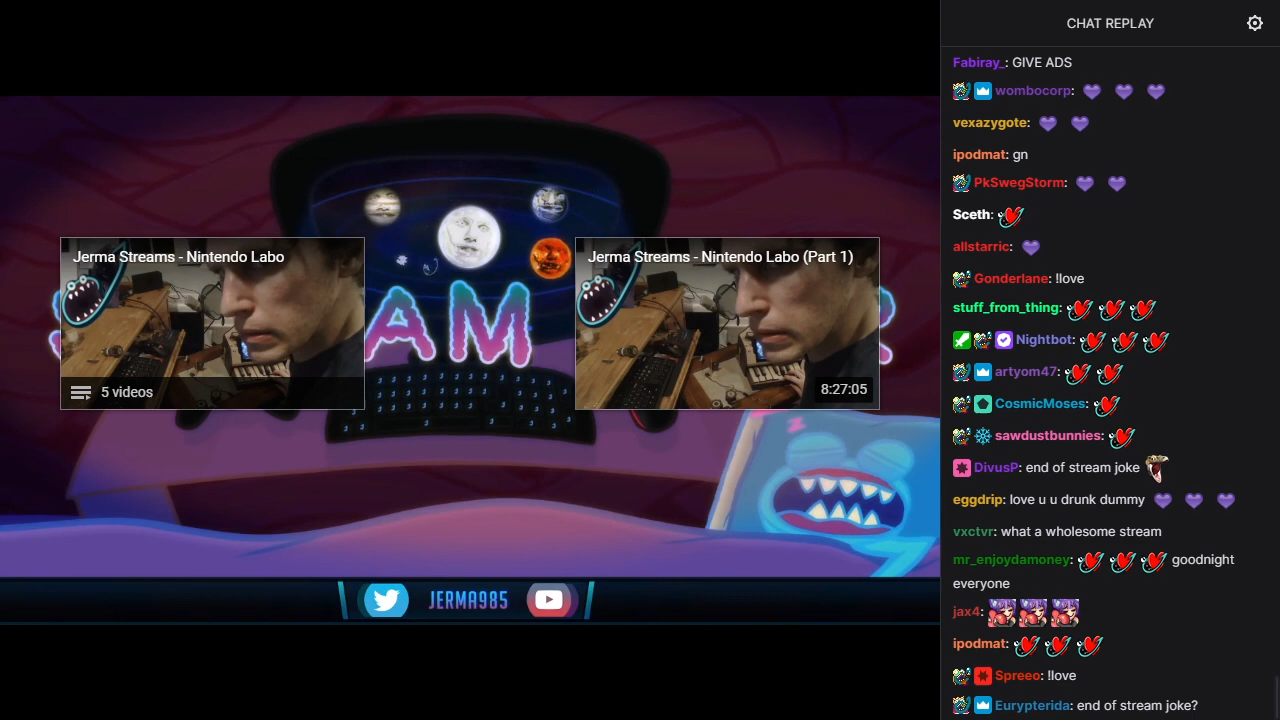 CHAT REPLAY
Fabiray_: GIVE ADS
wombocorp:
vexazygote:
ipodmat: gn
PkSwegStorm:
Sceth:
allstarric:
Gonderlane: !love
stuff_from_thing:
Nightbot:
artyom47:
CosmicMoses:
sawdustbunnies:
DivusP: end of stream joke
eggdrip: love u u drunk dummy
vxctvr: what a wholesome stream
mr_enjoydamoney: goodnight
everyone
jax4:
ipodmat:
Spreeo: !love
Eurypterida: end of stream joke?
Jerma Streams - Nintendo Labo
5 videos
AM
Jerma Streams - Nintendo Labo (Part 1)
8:27:05
z
JERMA985